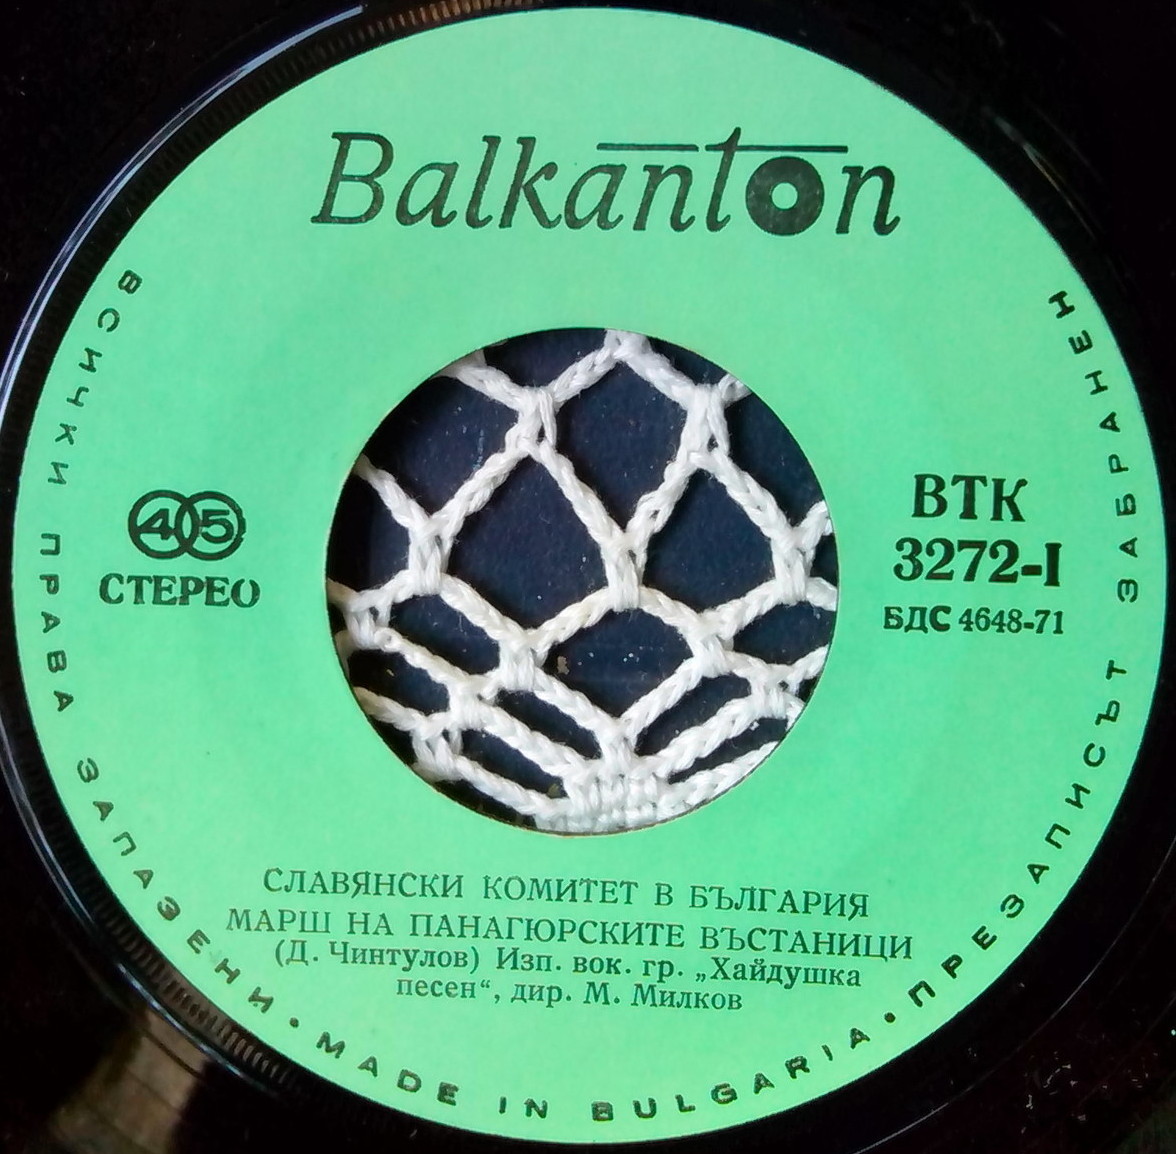 Balkanton
45
СТЕРЕО
ВТК
3272-I
БДС 4648-71
СЛАВЯНСКИ КОМИТЕТ В БЪЛГАРИЯ
МАРШ НА ПАНАГЮРСКИТЕ ВЪСТАНИЦИ
(Д. Чинтулов) Изп. вок. гр. „Хайдушка
песен“, дир. М. Милков
ВСИЧКИ ПРАВА ЗАПАЗЕНИ • MADE IN BULGARIA • ПРЕЗАПИСЪТ ЗАБРАНЕН